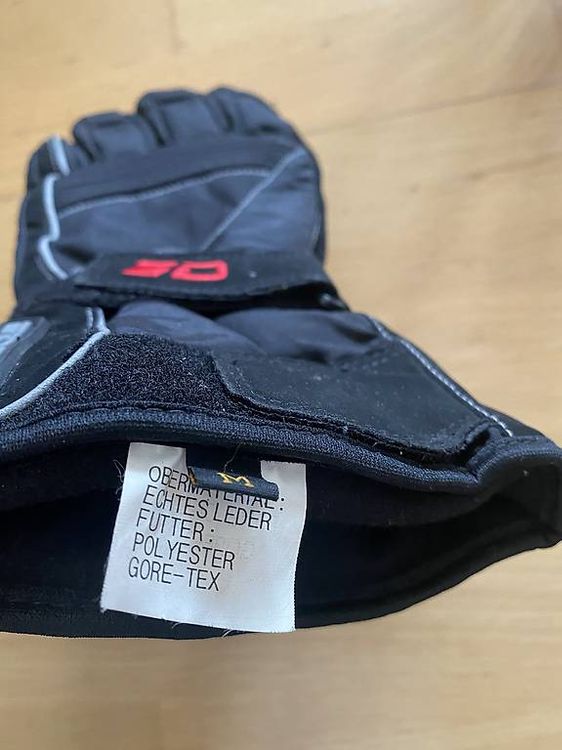 M
OBERMATERIAL:
ECHTES LEDER
FUTTER:
POLYESTER
GORE-TEX